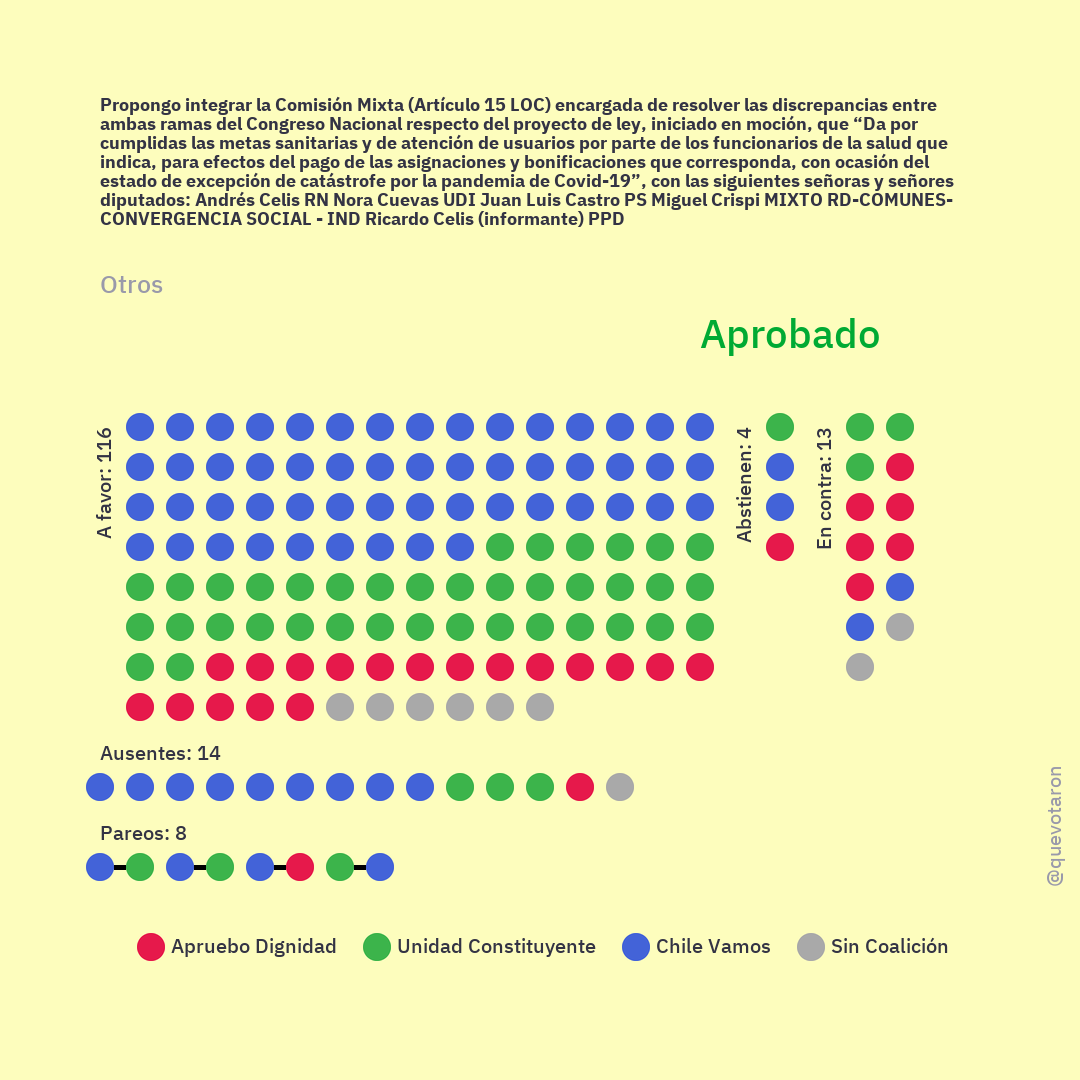 Propongo integrar la Comisión Mixta (Artículo 15 LOC) encargada de resolver las discrepancias entre
ambas ramas del Congreso Nacional respecto del proyecto de ley, iniciado en moción, que “Da por
cumplidas las metas sanitarias y de atención de usuarios por parte de los funcionarios de la salud que
indica, para efectos del pago de las asignaciones y bonificaciones que corresponda, con ocasión del
estado de excepción de catástrofe por la pandemia de Covid-19”, con las siguientes señoras y señores
diputados: Andrés Celis RN Nora Cuevas UDI Juan Luis Castro PS Miguel Crispi MIXTO RD-COMUNES-
CONVERGENCIA SOCIAL - IND Ricardo Celis (informante) PPD
Otros
Aprobado
A favor: 116
Abstienen: 4
En contra: 13
Ausentes: 14
Pareos: 8
@quevotaron
Apruebo Dignidad
Unidad Constituyente
Chile Vamos
Sin Coalición